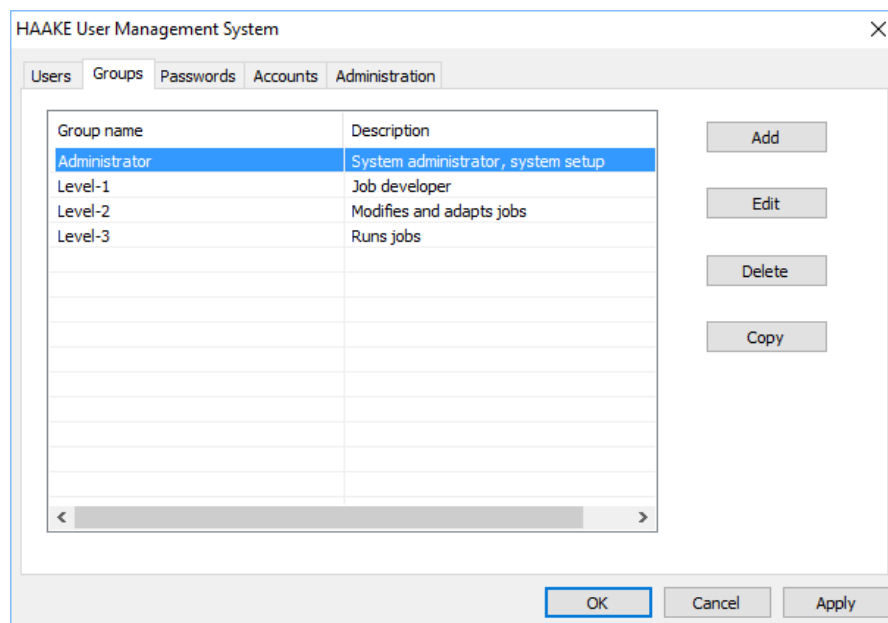 HAAKE User Management System
Users Groups Passwords Accounts Administration
Group name Description
Administrator System administrator, system setup
Level-1 Job developer
Level-2 Modifies and adapts jobs
Level-3 Runs jobs
Add
Edit
Delete
Copy
OK Cancel Apply